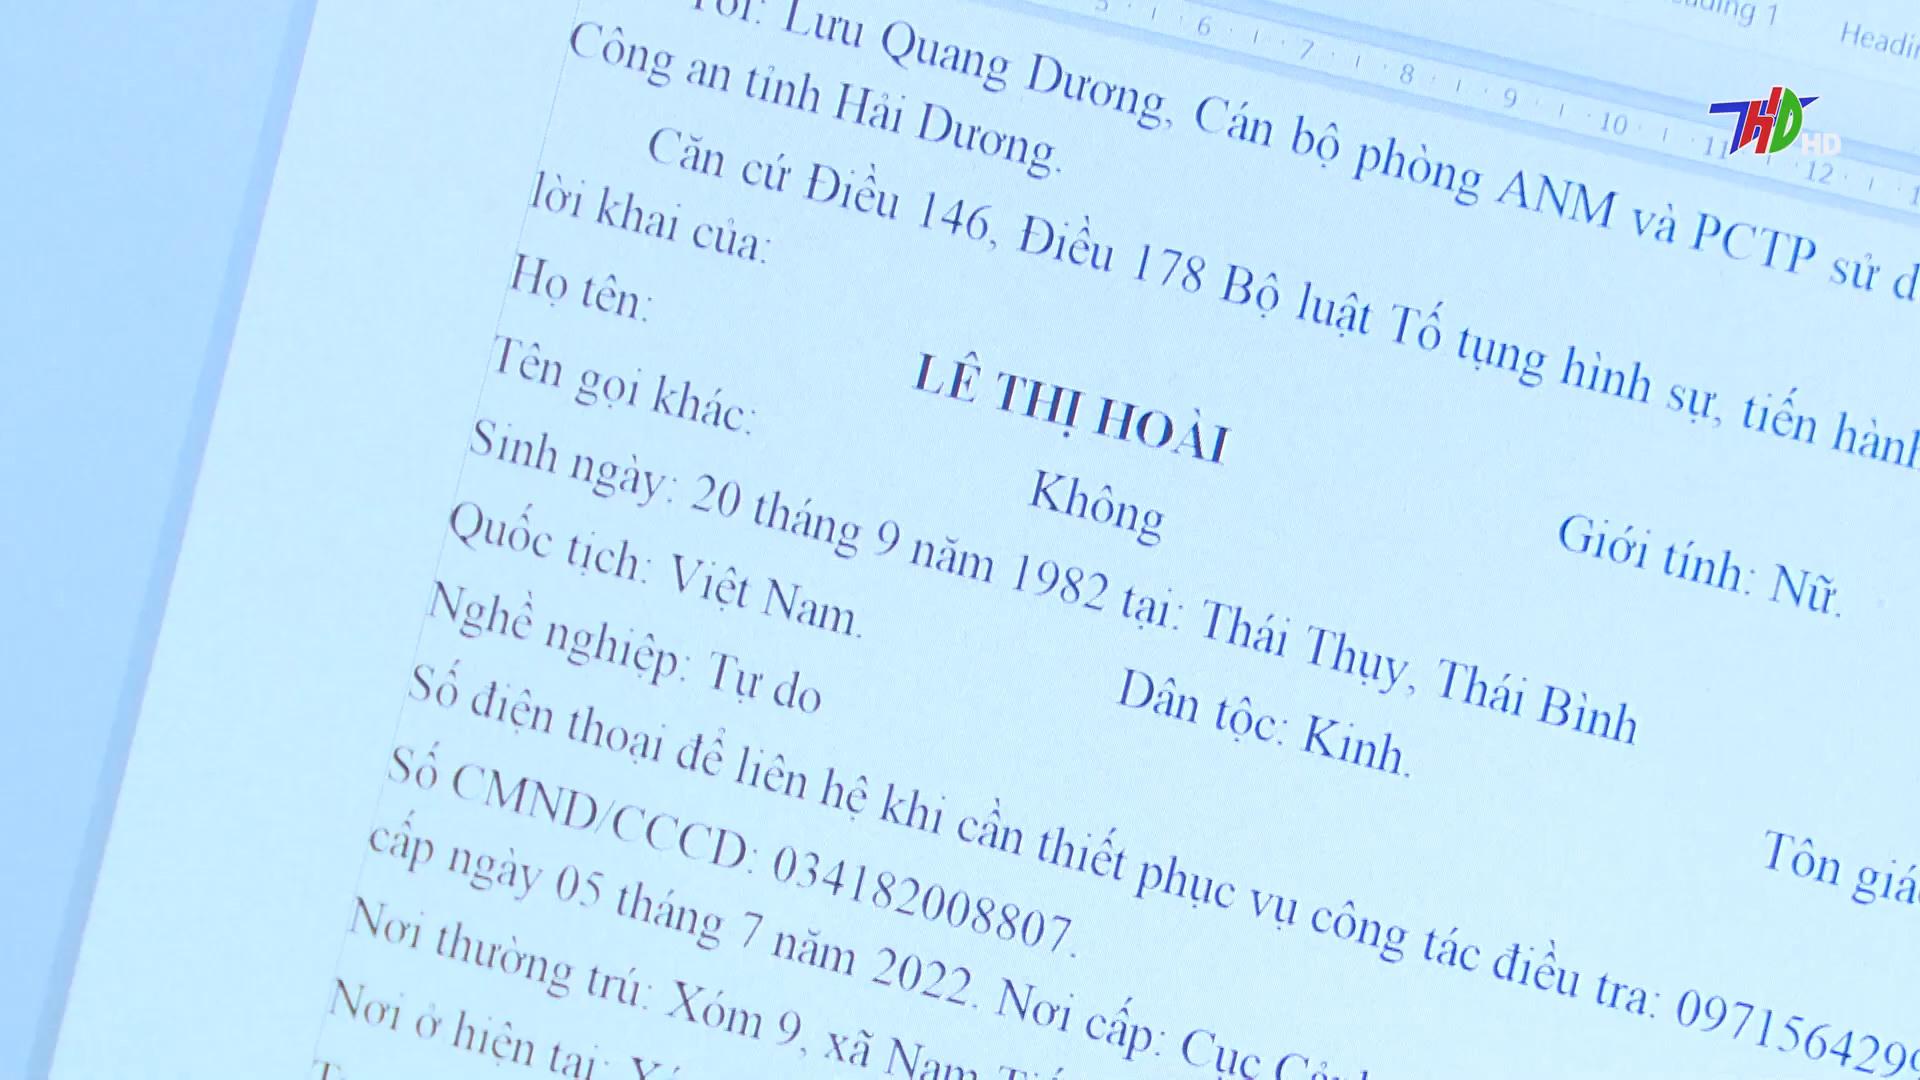 Heading 1
5 6 7 8 9 10 11 12
THD HD
Tôi: Lưu Quang Dương, Cán bộ phòng ANM và PCTP sử
Công an tỉnh Hải Dương.
Căn cứ Điều 146, Điều 178 Bộ luật Tố tụng hình sự, tiến hành
lời khai của:
Họ tên: LÊ THỊ HOÀI
Tên gọi khác: Không Giới tính: Nữ.
Sinh ngày: 20 tháng 9 năm 1982 tại: Thái Thụy, Thái Bình
Quốc tịch: Việt Nam. Dân tộc: Kinh. Tôn
Nghề nghiệp: Tự do
Số điện thoại để liên hệ khi cần thiết phục vụ công tác điều tra: 097156429
Số CMND/CCCD: 034182008807.
cấp ngày 05 tháng 7 năm 2022. Nơi cấp: Cục
Nơi thường trú: Xóm 9, xã Nam
Nơi ở hiện tại: